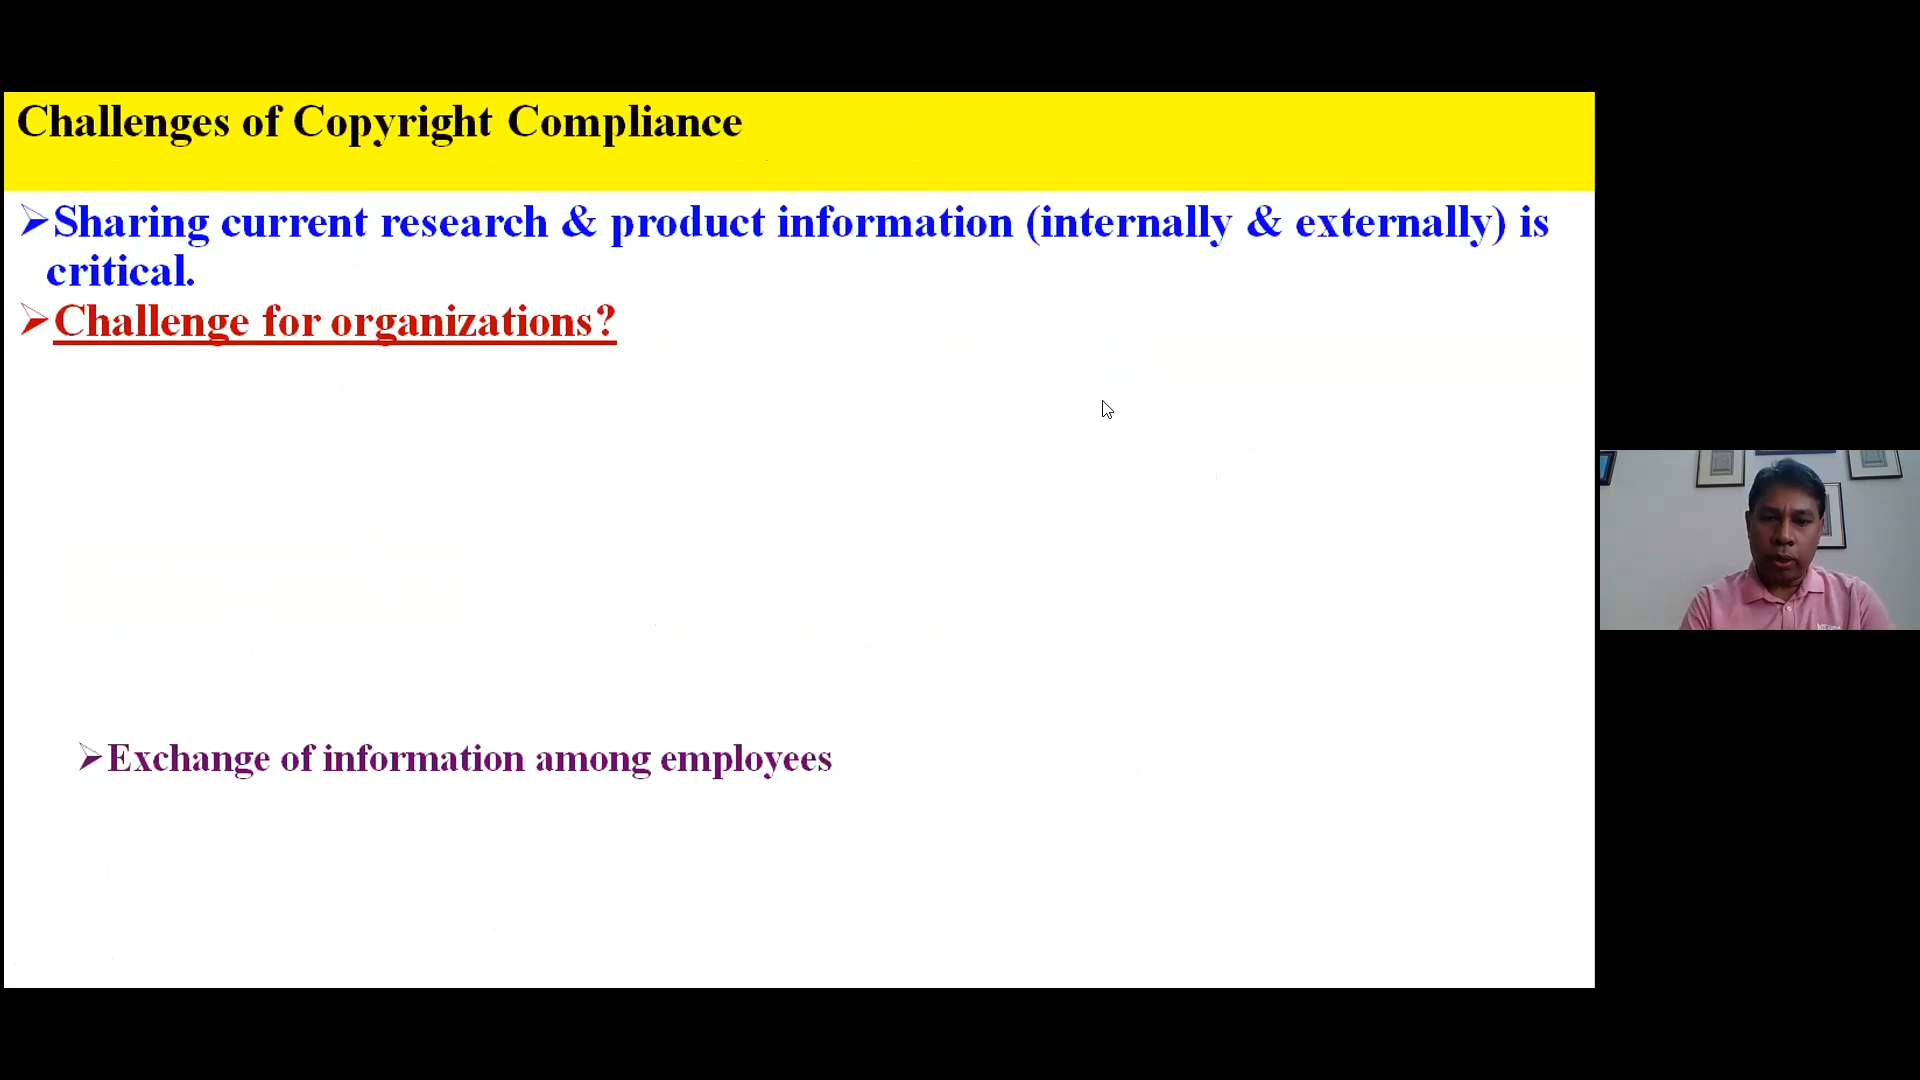 Challenges of Copyright Compliance
➢Sharing current research & product information (internally & externally) is
critical.
➢Challenge for organizations?
➢Exchange of information among employees